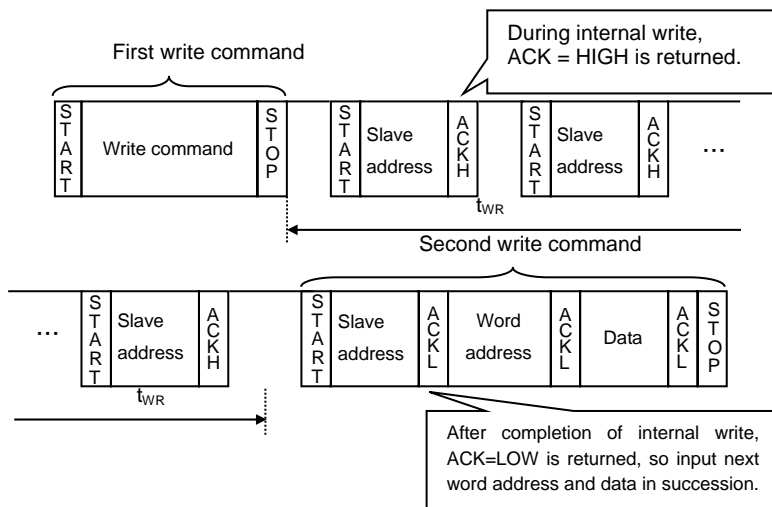 First write command
During internal write,
ACK = HIGH is returned.
START
Write command
STOP
START
Slave
address
ACKH
START
Slave
address
ACKH
...
tWR
Second write command
...
START
Slave
address
ACKH
START
Slave
address
ACKL
Word
address
ACKL
Data
ACKL
STOP
tWR
After completion of internal write,
ACK=LOW is returned, so input next
word address and data in succession.